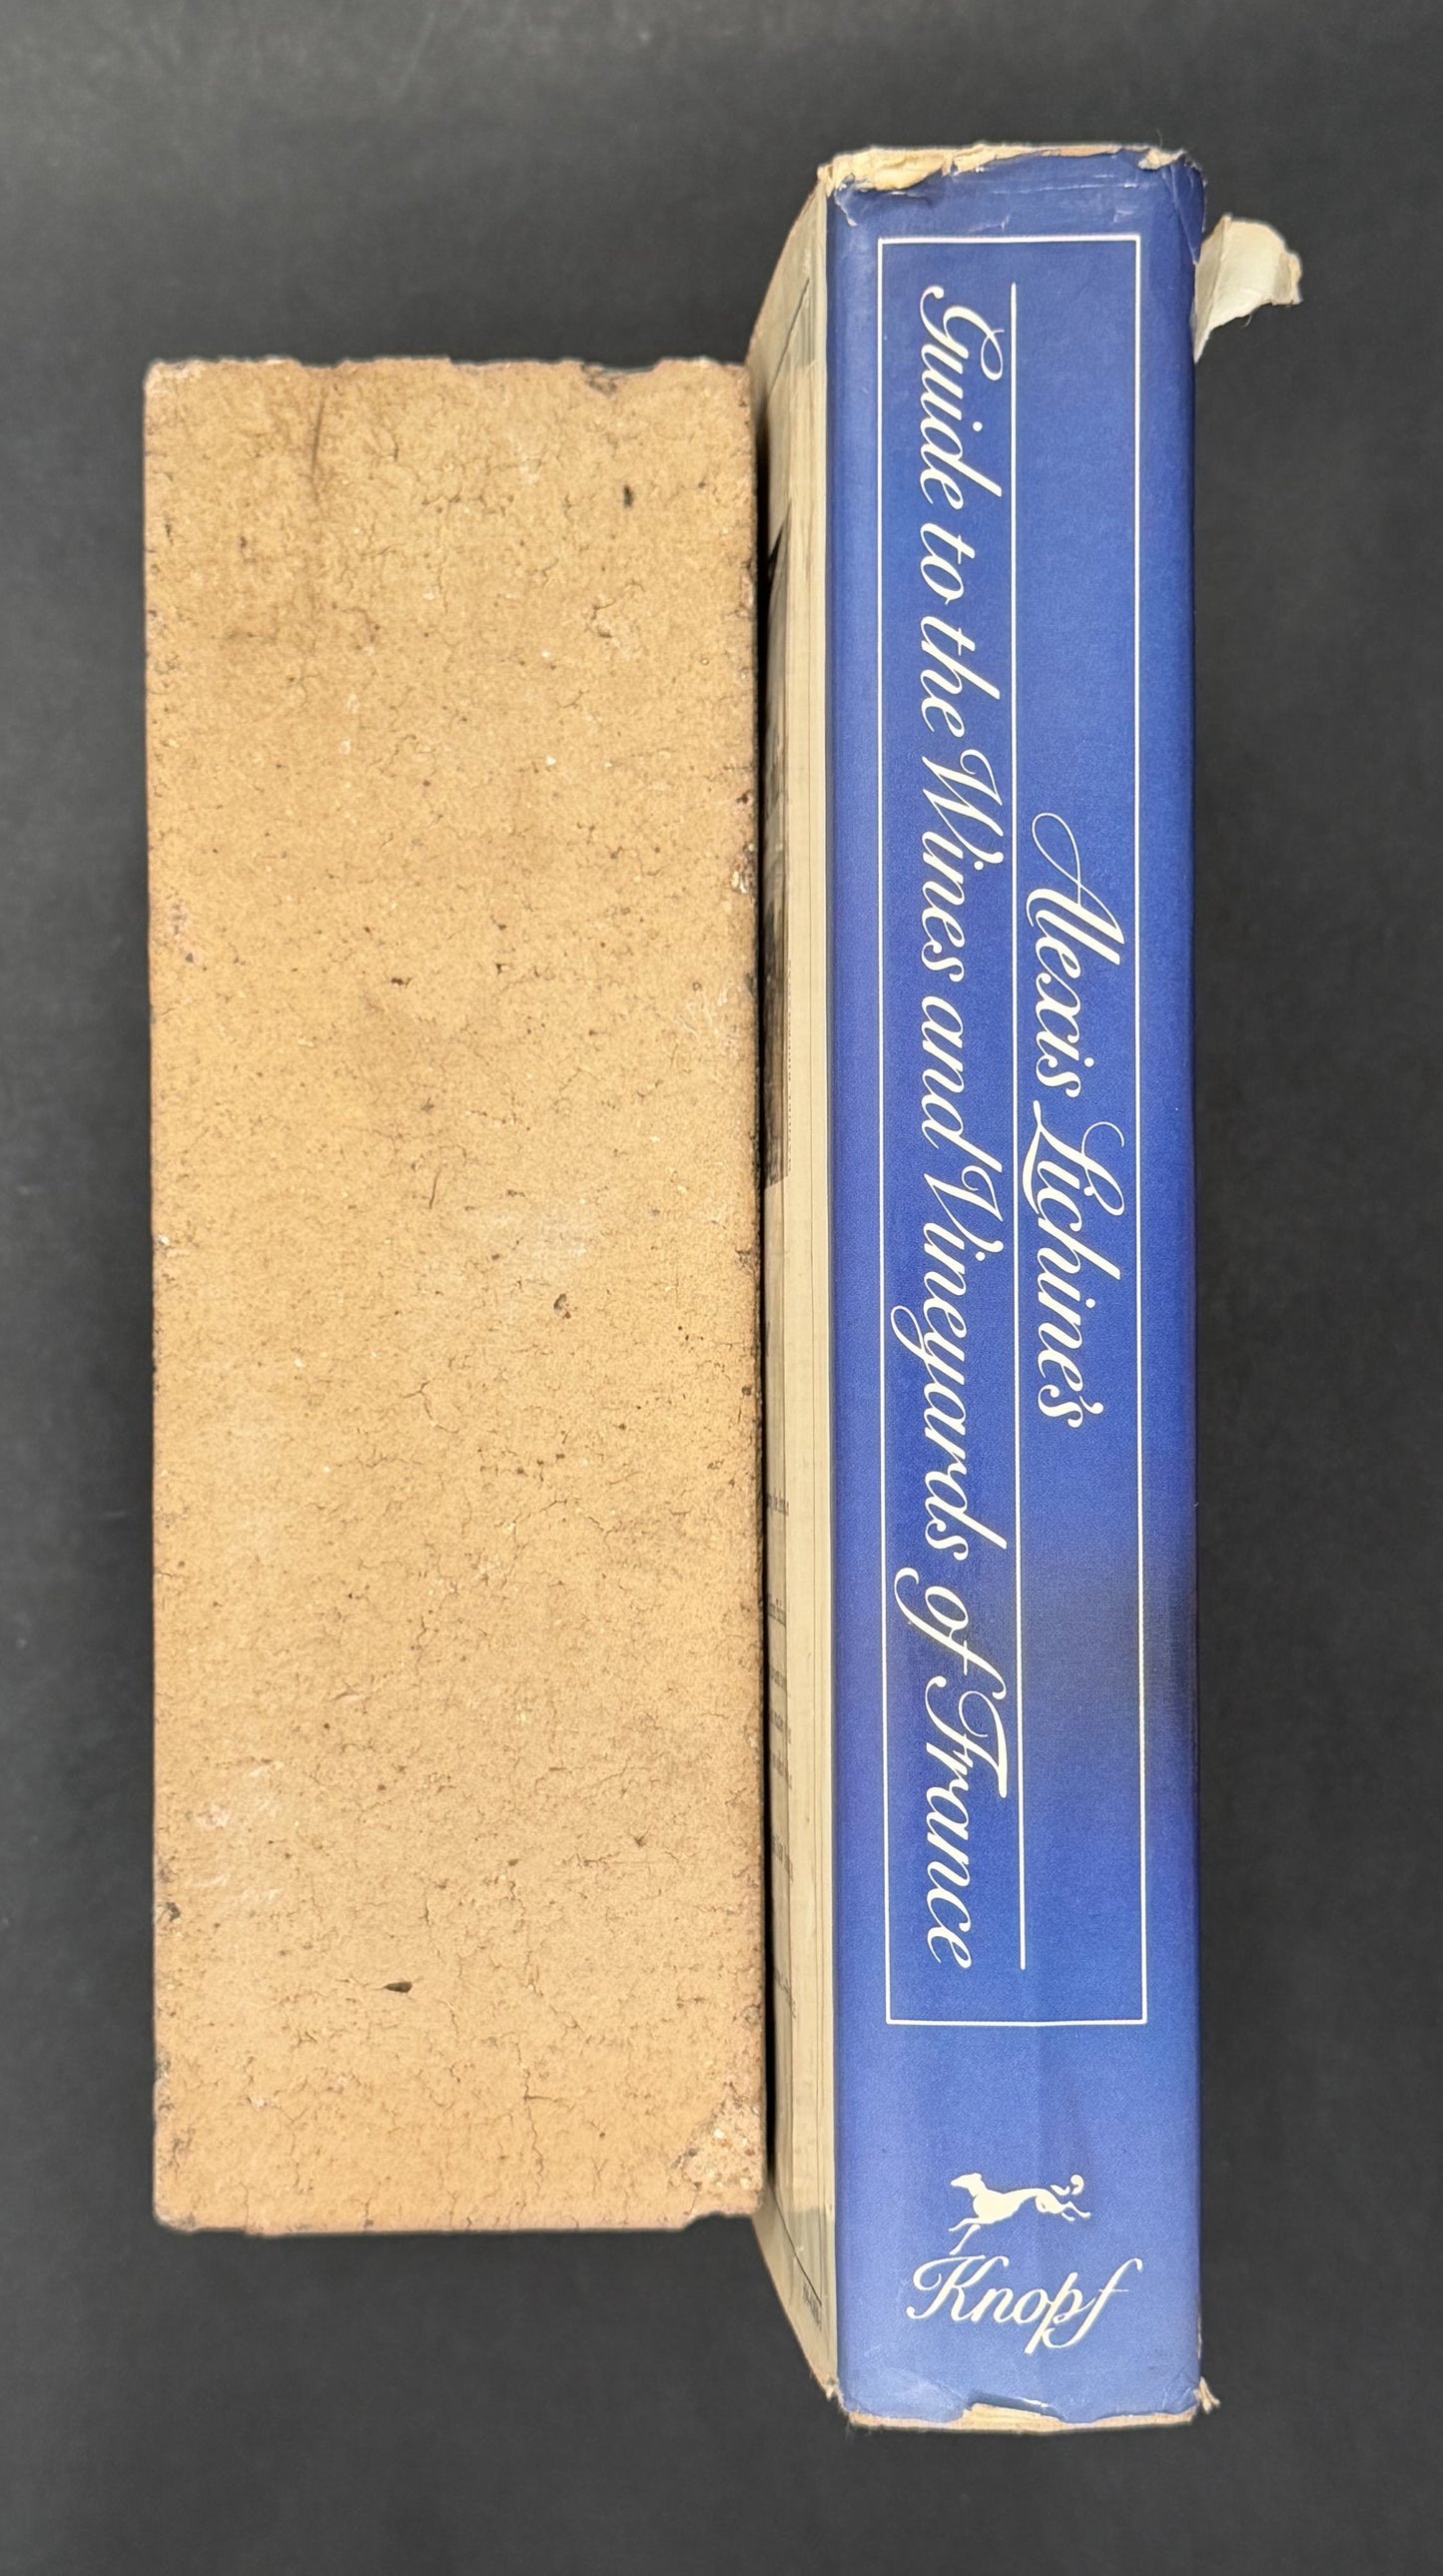 Alexis Lichine's
Guide to the Wines and Vineyards of France
Knopf